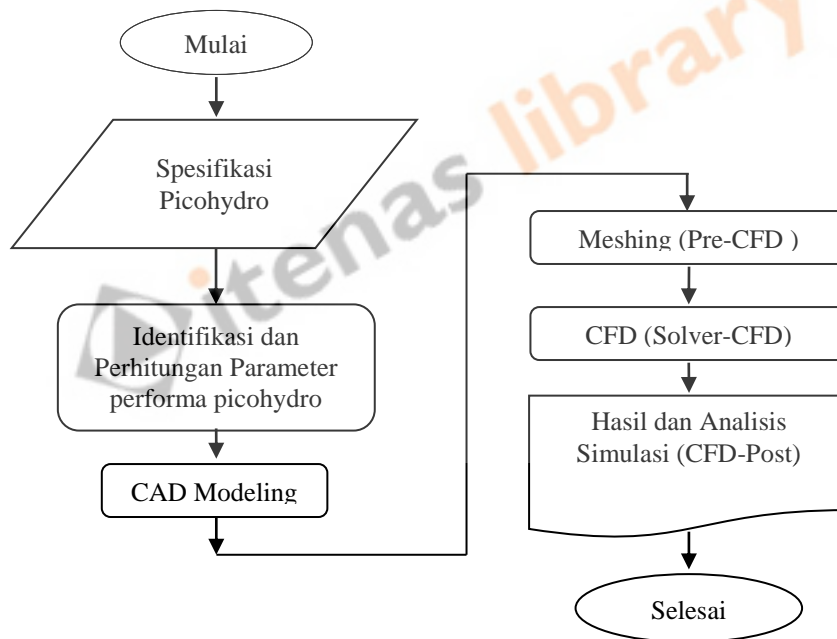 Mulai
Spesifikasi
Picohydro
Identifikasi dan
Perhitungan Parameter
performa picohydro
CAD Modeling
Meshing (Pre-CFD )
CFD (Solver-CFD)
Hasil dan Analisis
Simulasi (CFD-Post)
Selesai
itenas library